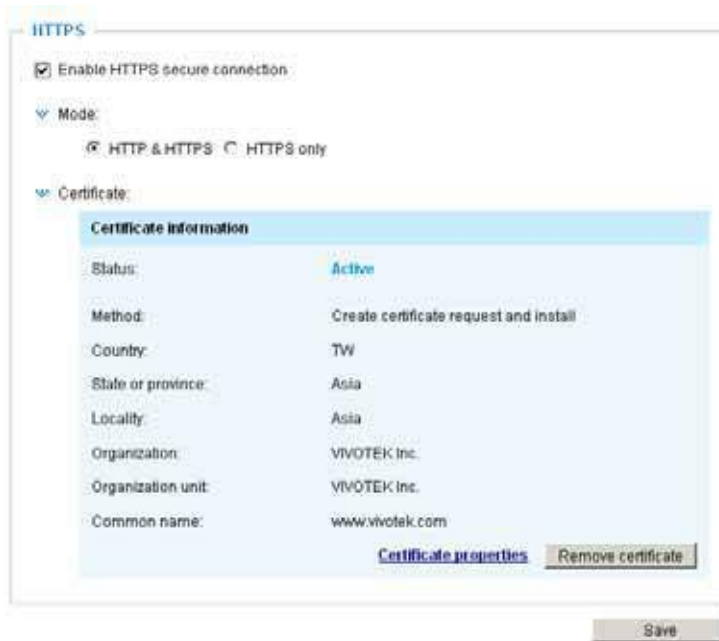 HTTPS
Enable HTTPS secure connection
Mode:
HTTP & HTTPS HTTPS only
Certificate:
Certificate information
Status: Active
Method: Create certificate request and install
Country: TW
State or province: Asia
Locality: Asia
Organization: VIVOTEK Inc.
Organization unit: VIVOTEK Inc.
Common name: www.vivotek.com
Certificate properties Remove certificate
Save